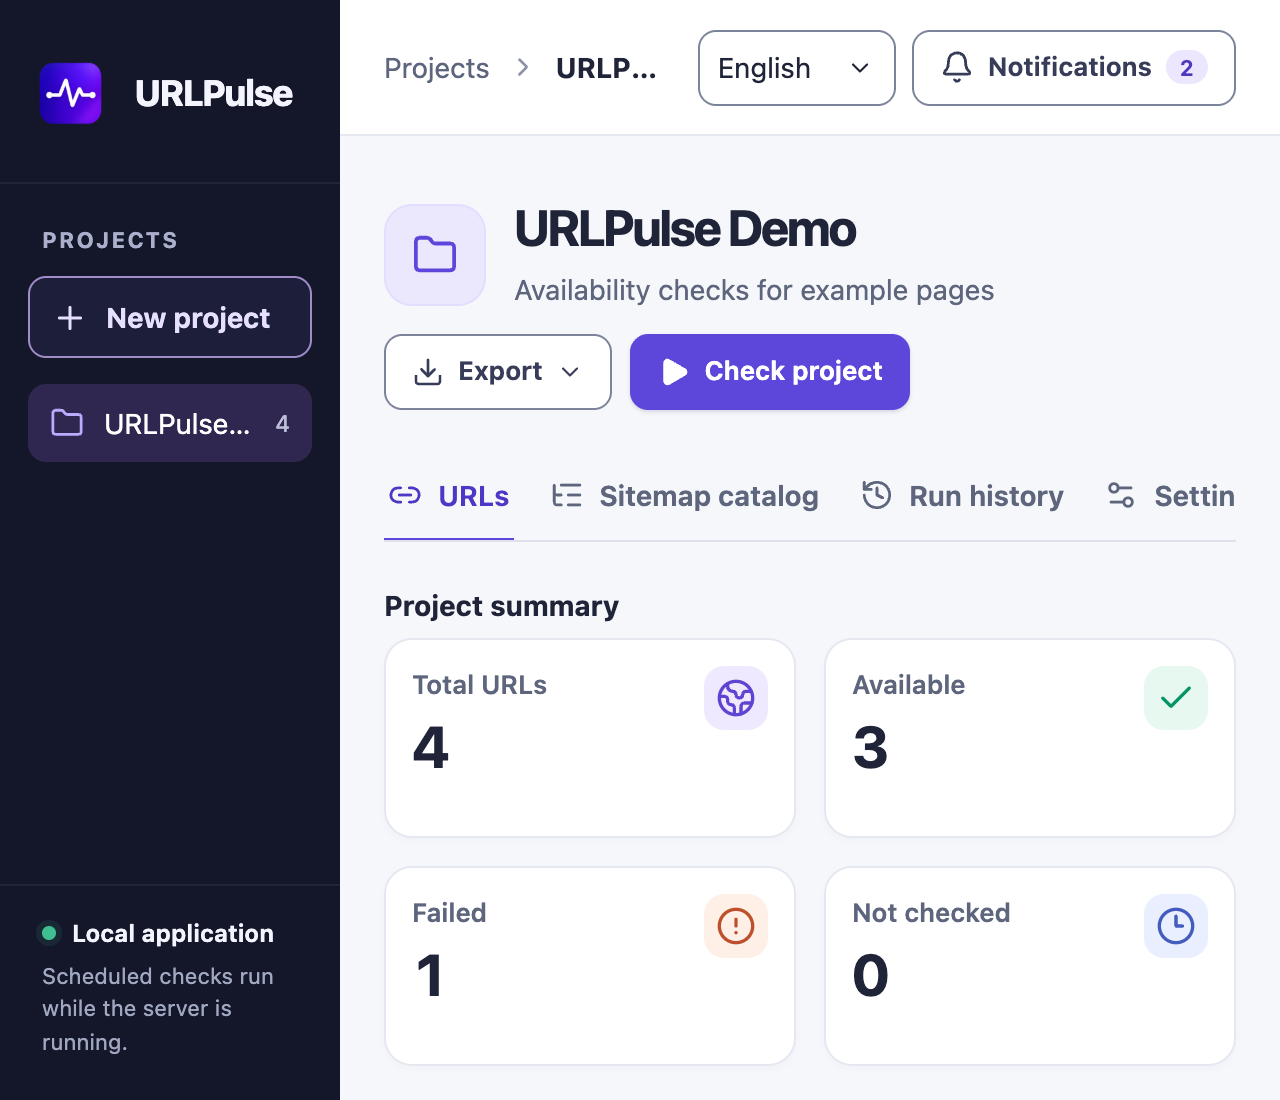 URLPulse
PROJECTS
New project
URLPulse... 4
Local application
Scheduled checks run
while the server is
running.
Projects > URLP...
English
Notifications 2
URLPulse Demo
Availability checks for example pages
Export
Check project
URLs
Sitemap catalog
Run history
Settin
Project summary
Total URLs
4
Available
3
Failed
1
Not checked
0